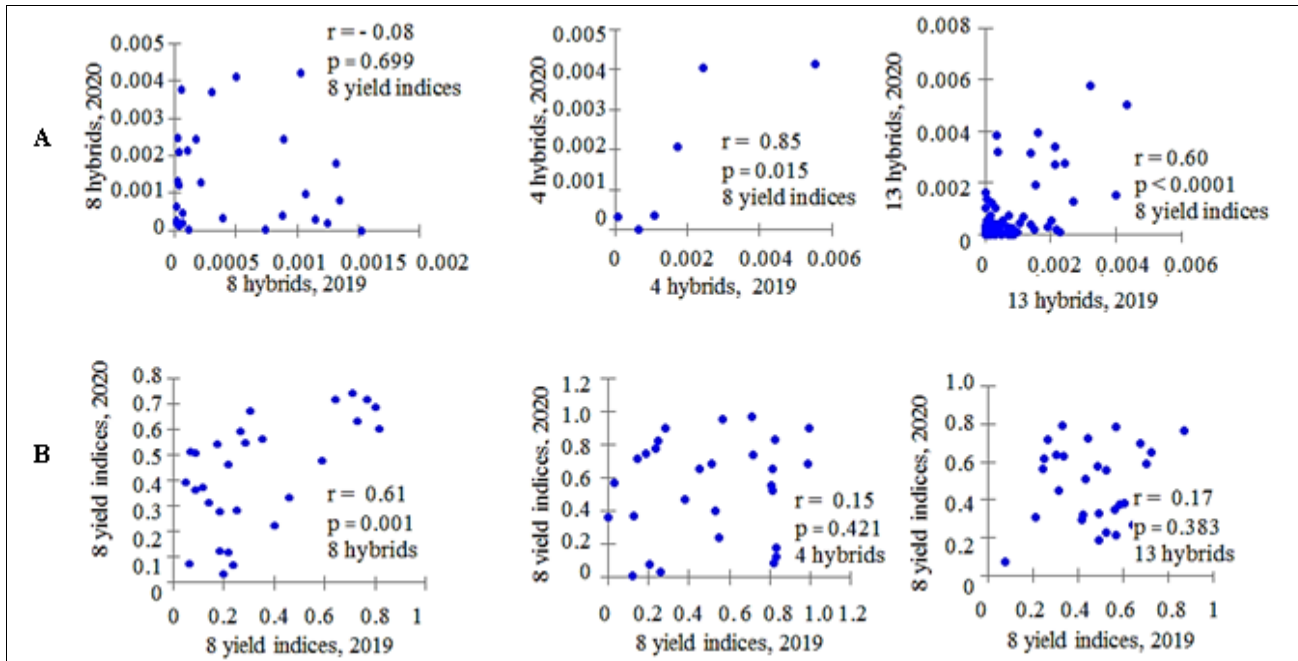 A
r = - 0.08
p = 0.699
8 yield indices
0.005
0.004
0.003
0.002
0.001
0
8 hybrids, 2020
0 0.0005 0.001 0.0015 0.002
8 hybrids, 2019
0.005
0.004
0.003
0.002
0.001
0
4 hybrids, 2020
r = 0.85
p = 0.015
8 yield indices
0 0.002 0.004 0.006
4 hybrids, 2019
0.008
0.006
0.004
0.002
0
13 hybrids, 2020
r = 0.60
p < 0.0001
8 yield indices
0 0.002 0.004 0.006
13 hybrids, 2019
B
0.8
0.7
0.6
0.5
0.4
0.3
0.2
0.1
0
8 yield indices, 2020
r = 0.61
p = 0.001
8 hybrids
0 0.2 0.4 0.6 0.8 1
8 yield indices, 2019
1.2
1.0
0.8
0.6
0.4
0.2
0
8 yield indices, 2020
r = 0.15
p = 0.421
4 hybrids
0 0.2 0.4 0.6 0.8 1.0 1.2
8 yield indices, 2019
1.0
0.8
0.6
0.4
0.2
0
8 yield indices, 2020
r = 0.17
p = 0.383
13 hybrids
0 0.2 0.4 0.6 0.8 1
8 yield indices, 2019